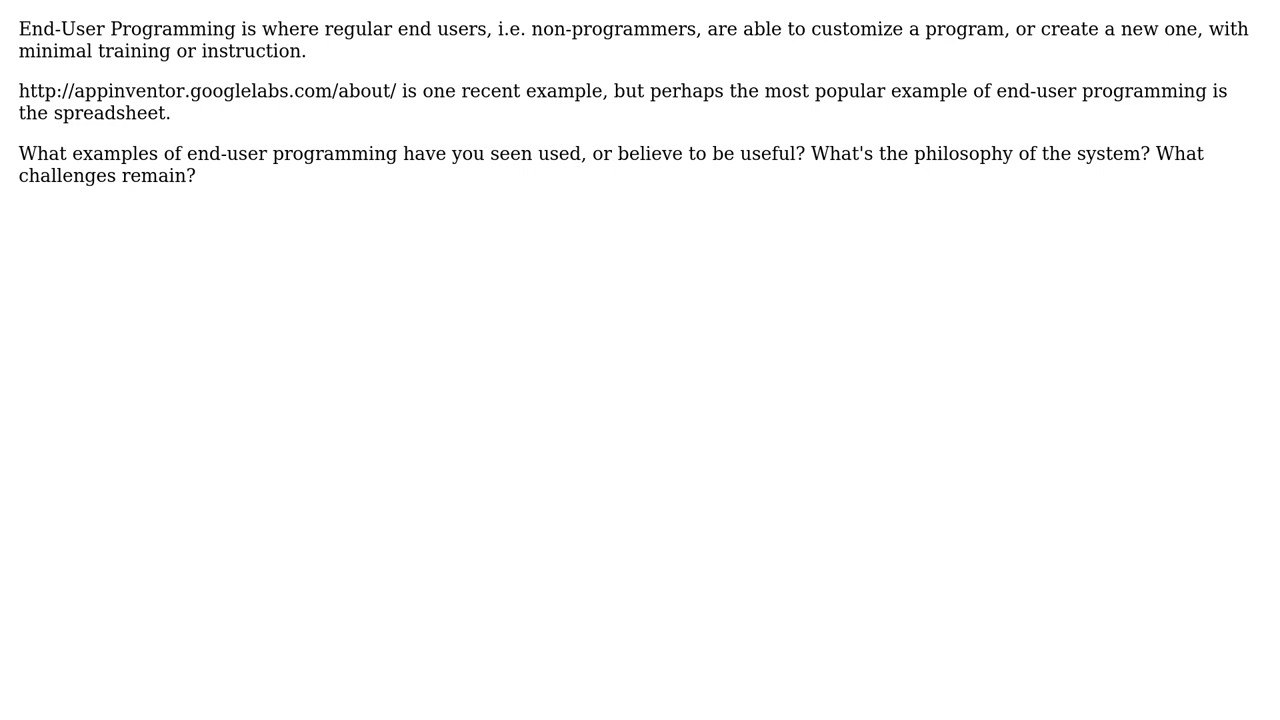 End-User Programming is where regular end users, i.e. non-programmers, are able to customize a program, or create a new one, with
minimal training or instruction.
http://appinventor.googlelabs.com/about/ is one recent example, but perhaps the most popular example of end-user programming is
the spreadsheet.
What examples of end-user programming have you seen used, or believe to be useful? What's the philosophy of the system? What
challenges remain?